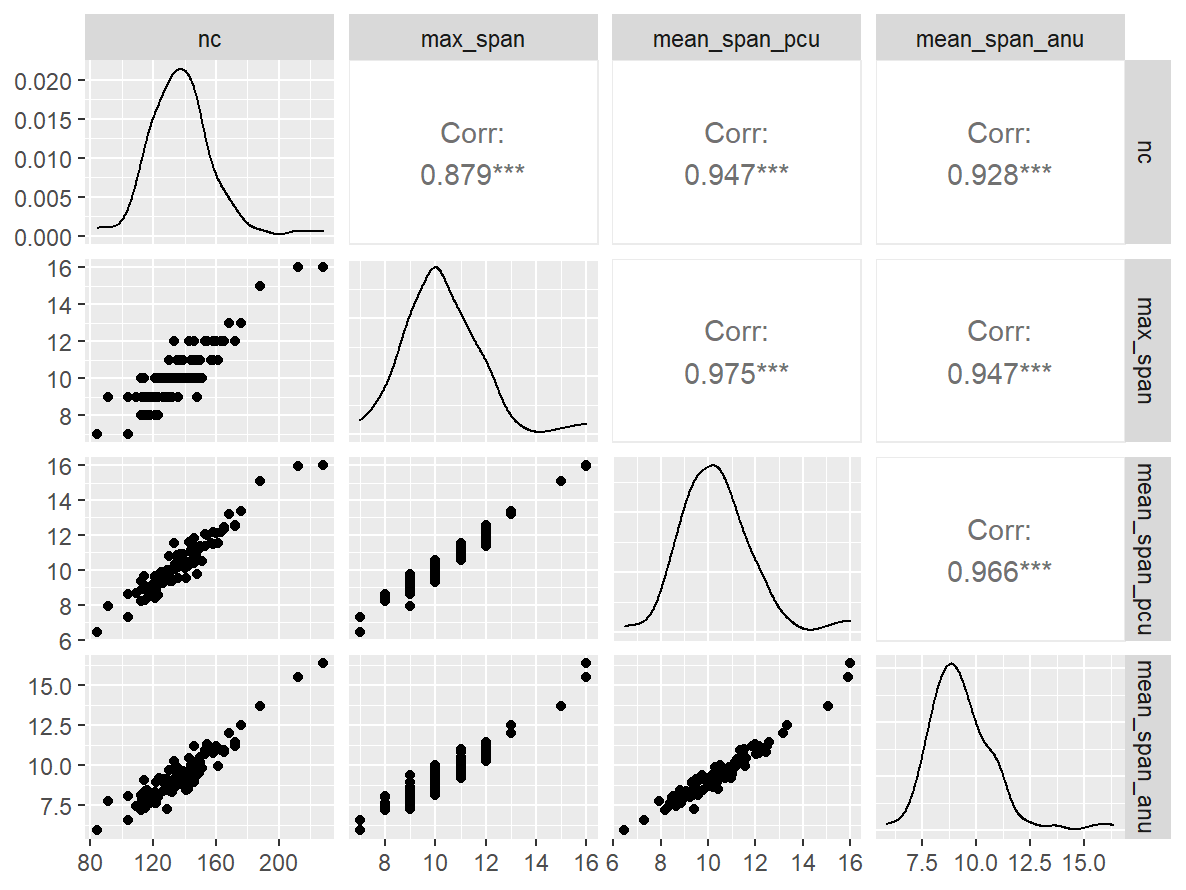 nc
max_span
mean_span_pcu
mean_span_anu
0.020
0.015
0.010
0.005
0.000
Corr:
0.879***
Corr:
0.947***
Corr:
0.928***
nc
16
14
12
10
8
Corr:
0.975***
Corr:
0.947***
max_span
16
14
12
10
8
6
Corr:
0.966***
mean_span_pcu
15.0
12.5
10.0
7.5
mean_span_anu
80 120 160 200
8 10 12 14 16
6 8 10 12 14 16
7.5 10.0 12.5 15.0